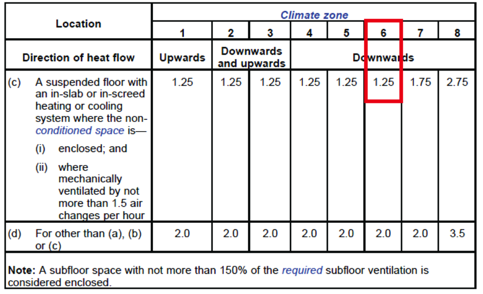 Location
Climate zone
1 2 3 4 5 6 7 8
Direction of heat flow
Upwards
Downwards
and upwards
Downwards
(c) A suspended floor with
an in-slab or in-screed
heating or cooling
system where the non-
conditioned space is—
(i) enclosed; and
(ii) where
mechanically
ventilated by not
more than 1.5 air
changes per hour
1.25 1.25 1.25 1.25 1.25 1.25 1.75 2.75
(d) For other than (a), (b)
or (c)
2.0 2.0 2.0 2.0 2.0 2.0 2.0 3.5
Note: A subfloor space with not more than 150% of the required subfloor ventilation is
considered enclosed.